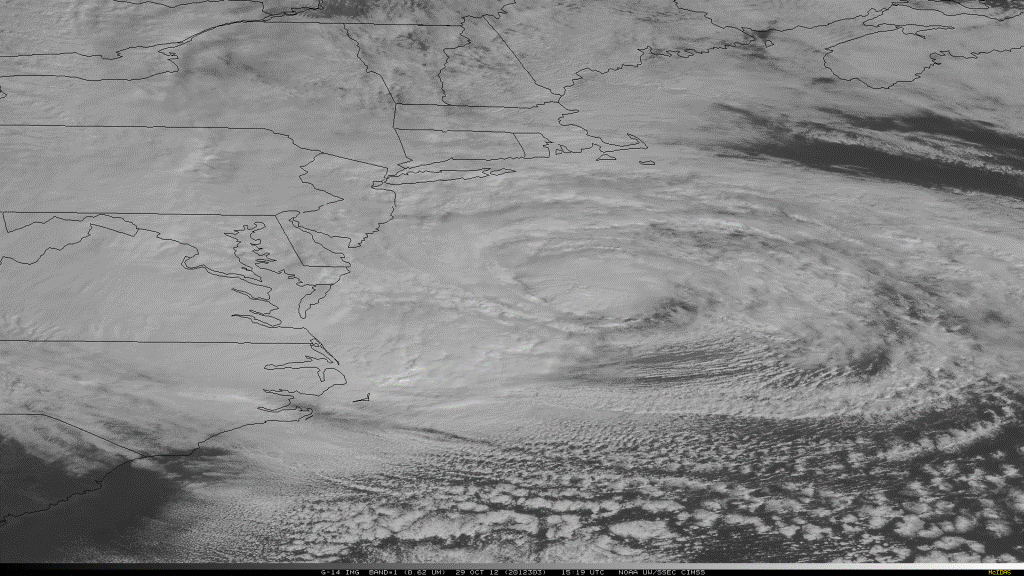 G-14 IMG BAND=1 (0.62 UM) 29 OCT 12 (2012303) 15:19 UTC NOAA UW/SSEC CIMSS McIDAS